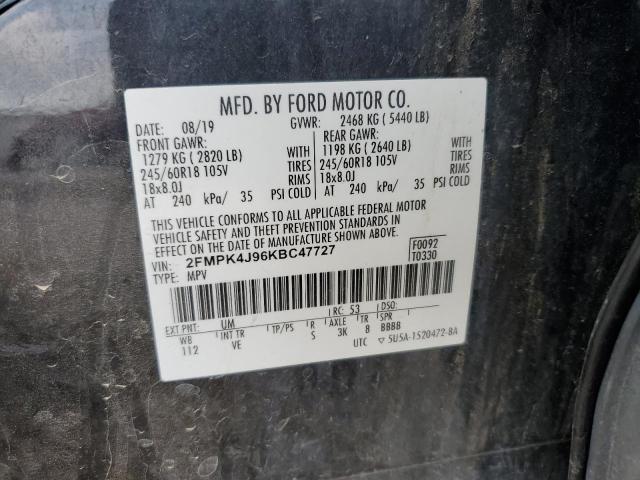 MFD. BY FORD MOTOR CO.
DATE: 08/19 GVWR: 2468 KG ( 5440 LB)
FRONT GAWR: REAR GAWR:
1279 KG ( 2820 LB) WITH 1198 KG ( 2640 LB) WITH
245/60R18 105V TIRES 245/60R18 105V TIRES
18x8.0J RIMS 18x8.0J RIMS
AT 240 kPa/ 35 PSI COLD AT 240 kPa/ 35 PSI COLD
THIS VEHICLE CONFORMS TO ALL APPLICABLE FEDERAL MOTOR
VEHICLE SAFETY AND THEFT PREVENTION STANDARDS IN
EFFECT ON THE DATE OF MANUFACTURE SHOWN ABOVE.
VIN: 2FMPK4J96KBC47727 F0092
TYPE: MPV T0330
EXT PNT: UM RC: 53 DSO:
WB INT TR TP/PS R AXLE TR SPR
112 VE S 3K 8 BBBB
UTC ▽ 5U5A-1520472-BA